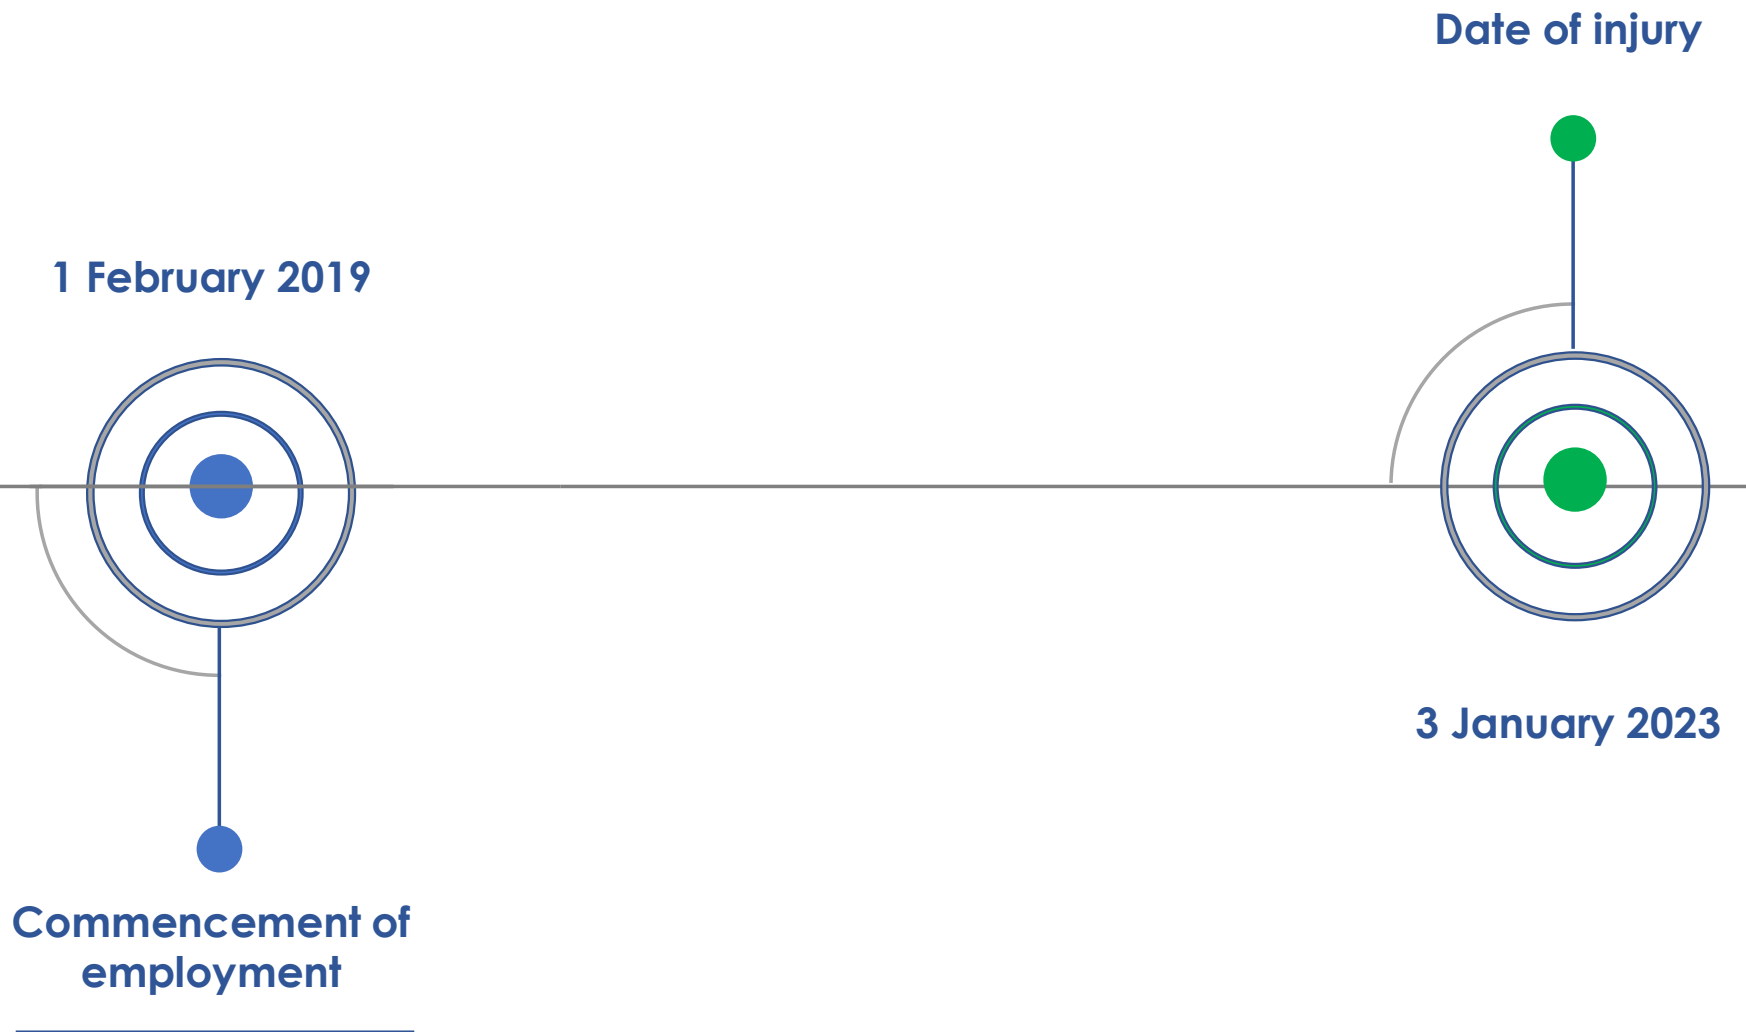 Date of injury
1 February 2019
3 January 2023
Commencement of
employment